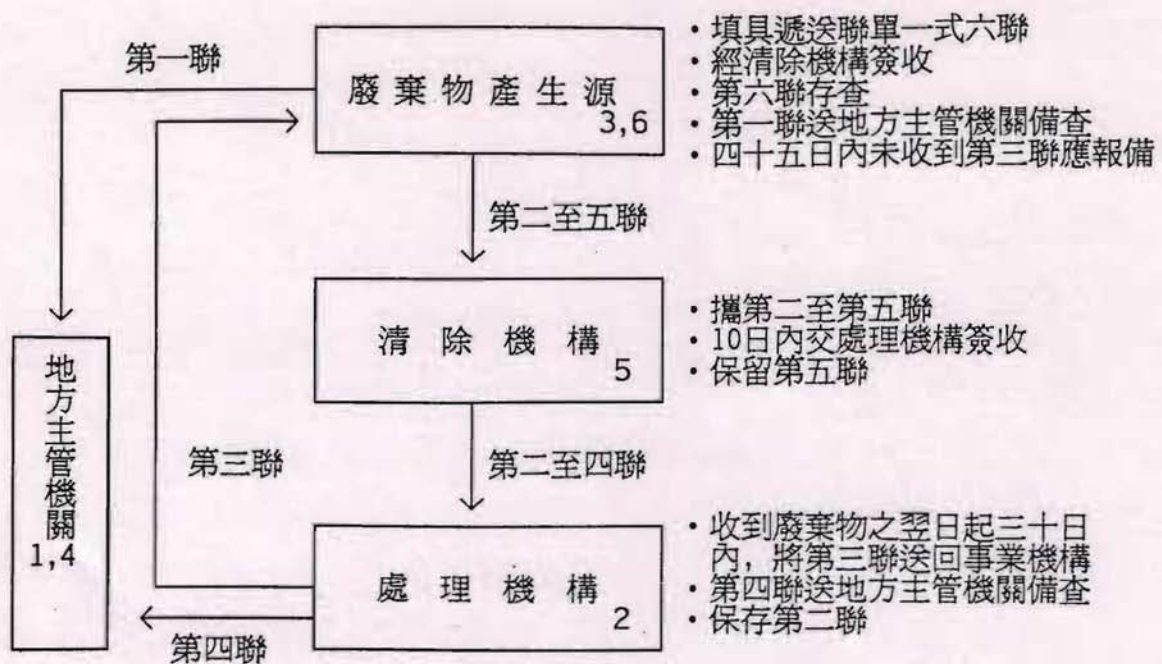 第一聯
廢棄物產生源
3,6
・填具遞送聯單一式六聯
・經清除機構簽收
・第六聯存查
・第一聯送地方主管機關備查
・四十五日內未收到第三聯應報備
第二至五聯
清除機構
5
・攜第二至第五聯
・10日內交處理機構簽收
・保留第五聯
地方主管機關
1,4
第三聯
第二至四聯
處理機構
2
・收到廢棄物之翌日起三十日
內，將第三聯送回事業機構
・第四聯送地方主管機關備查
・保存第二聯
第四聯